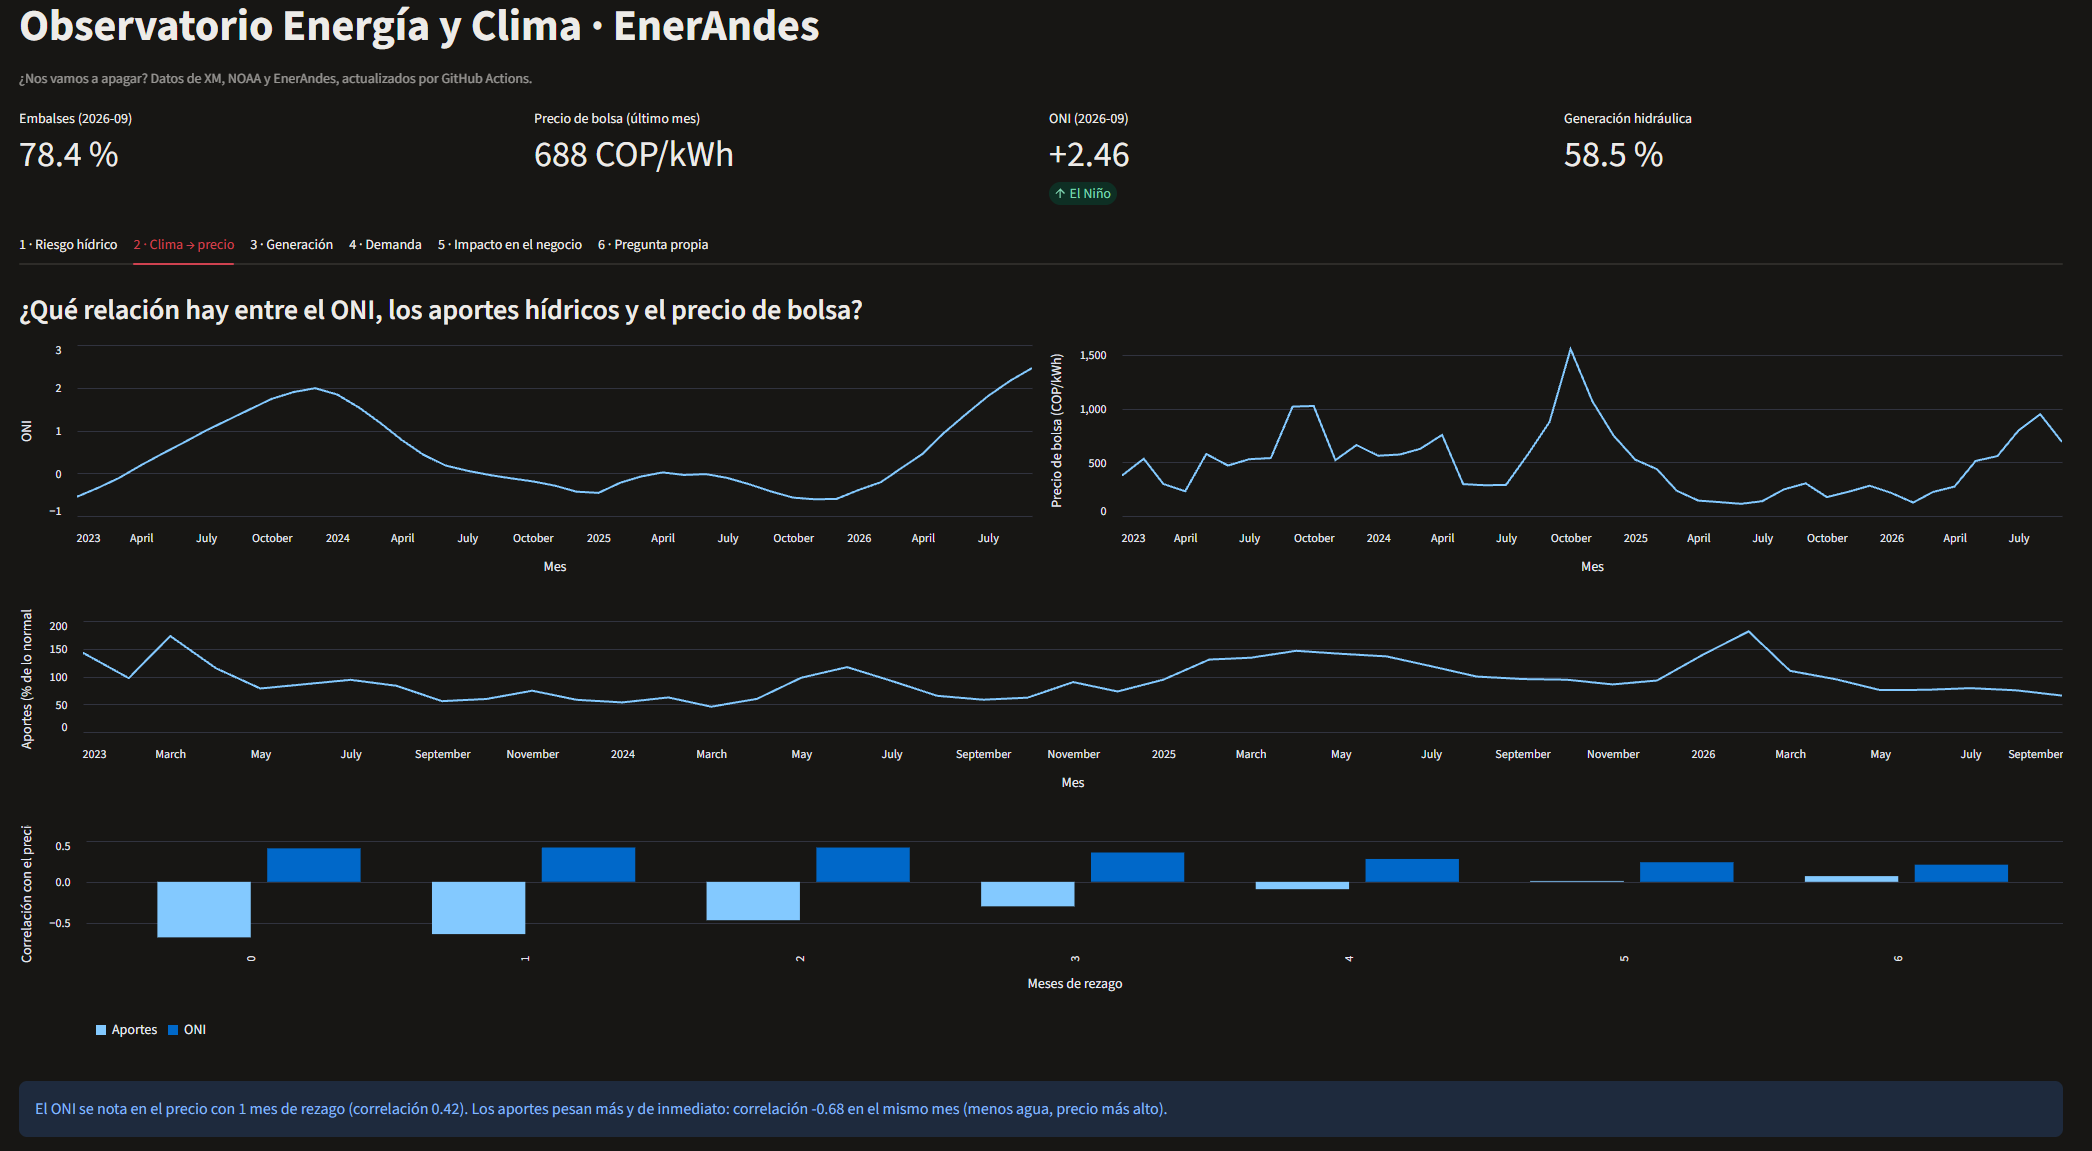 Observatorio Energía y Clima · EnerAndes
¿Nos vamos a apagar? Datos de XM, NOAA y EnerAndes, actualizados por GitHub Actions.
Embalses (2026-09)
78.4 %
Precio de bolsa (último mes)
688 COP/kWh
ONI (2026-09)
+2.46
↑ El Niño
Generación hidráulica
58.5 %
1 · Riesgo hídrico 2 · Clima → precio 3 · Generación 4 · Demanda 5 · Impacto en el negocio 6 · Pregunta propia
¿Qué relación hay entre el ONI, los aportes hídricos y el precio de bolsa?
ONI
3
2
1
0
−1
2023 April July October 2024 April July October 2025 April July October 2026 April July
Mes
Precio de bolsa (COP/kWh)
1,500
1,000
500
0
2023 April July October 2024 April July October 2025 April July October 2026 April July
Mes
Aportes (% de lo normal
200
150
100
50
0
2023 March May July September November 2024 March May July September November 2025 March May July September November 2026 March May July September
Mes
Correlación con el preci
0.5
0.0
−0.5
0 1 2 3 4 5 6
Meses de rezago
Aportes ONI
El ONI se nota en el precio con 1 mes de rezago (correlación 0.42). Los aportes pesan más y de inmediato: correlación -0.68 en el mismo mes (menos agua, precio más alto).